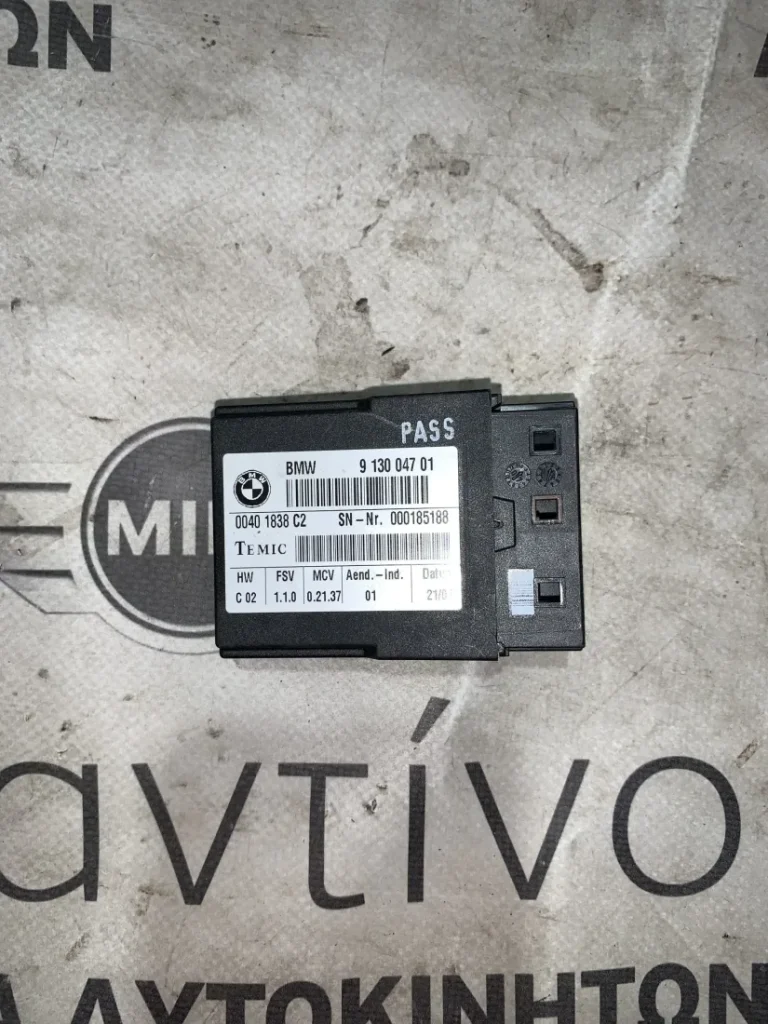 ΩΝ
PASS
BMW 9 130 047 01
BMW
0040 1838 C2 SN-Nr. 000185188
TEMIC
HW FSV MCV Aend.-Ind.
C 02 1.1.0 0.21.37 01
αντίνο
Α ΑΥΤΟΚΙΝΗΤΩΝ